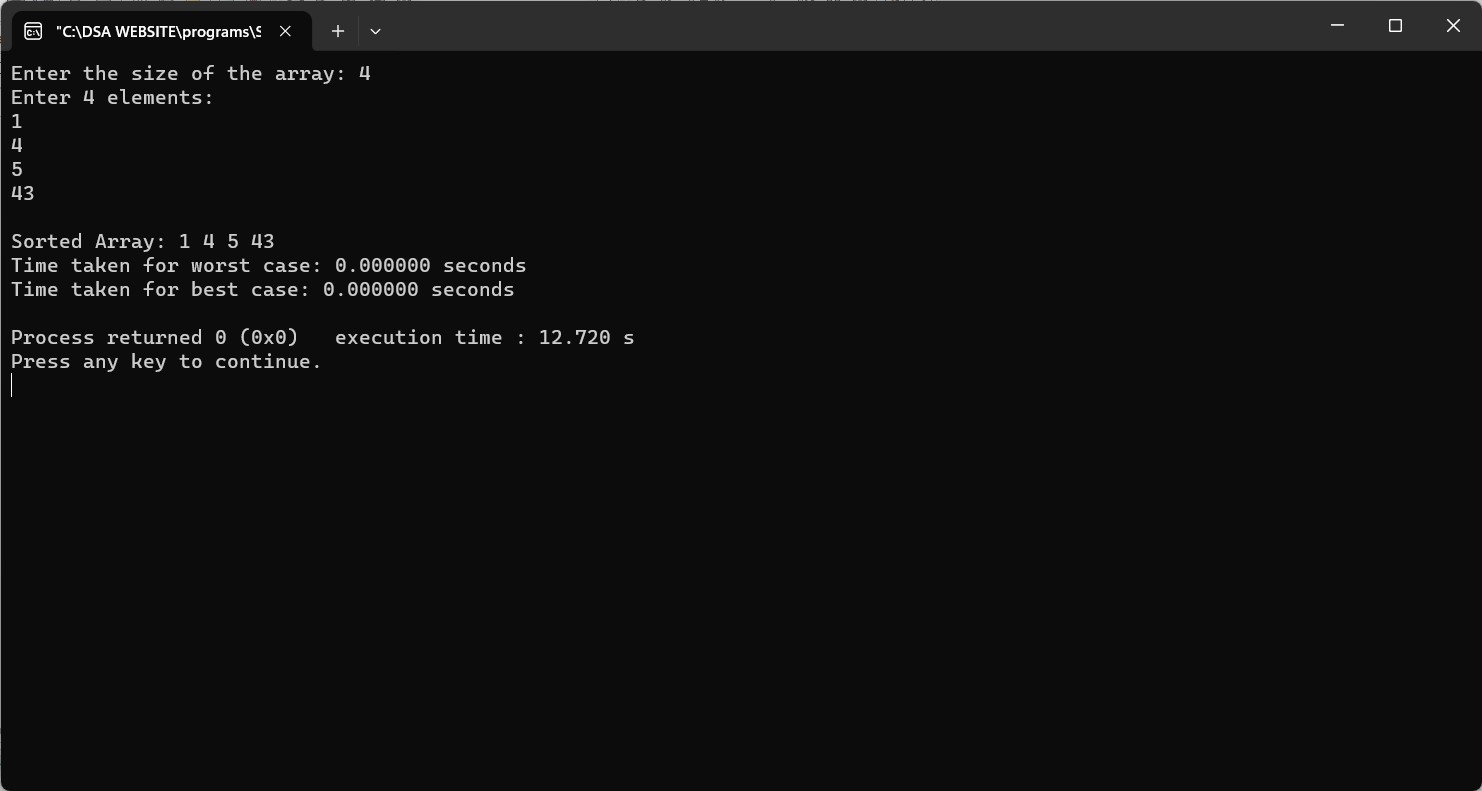 "C:\DSA WEBSITE\programs\S
Enter the size of the array: 4
Enter 4 elements:
1
4
5
43
Sorted Array: 1 4 5 43
Time taken for worst case: 0.000000 seconds
Time taken for best case: 0.000000 seconds
Process returned 0 (0x0)   execution time : 12.720 s
Press any key to continue.